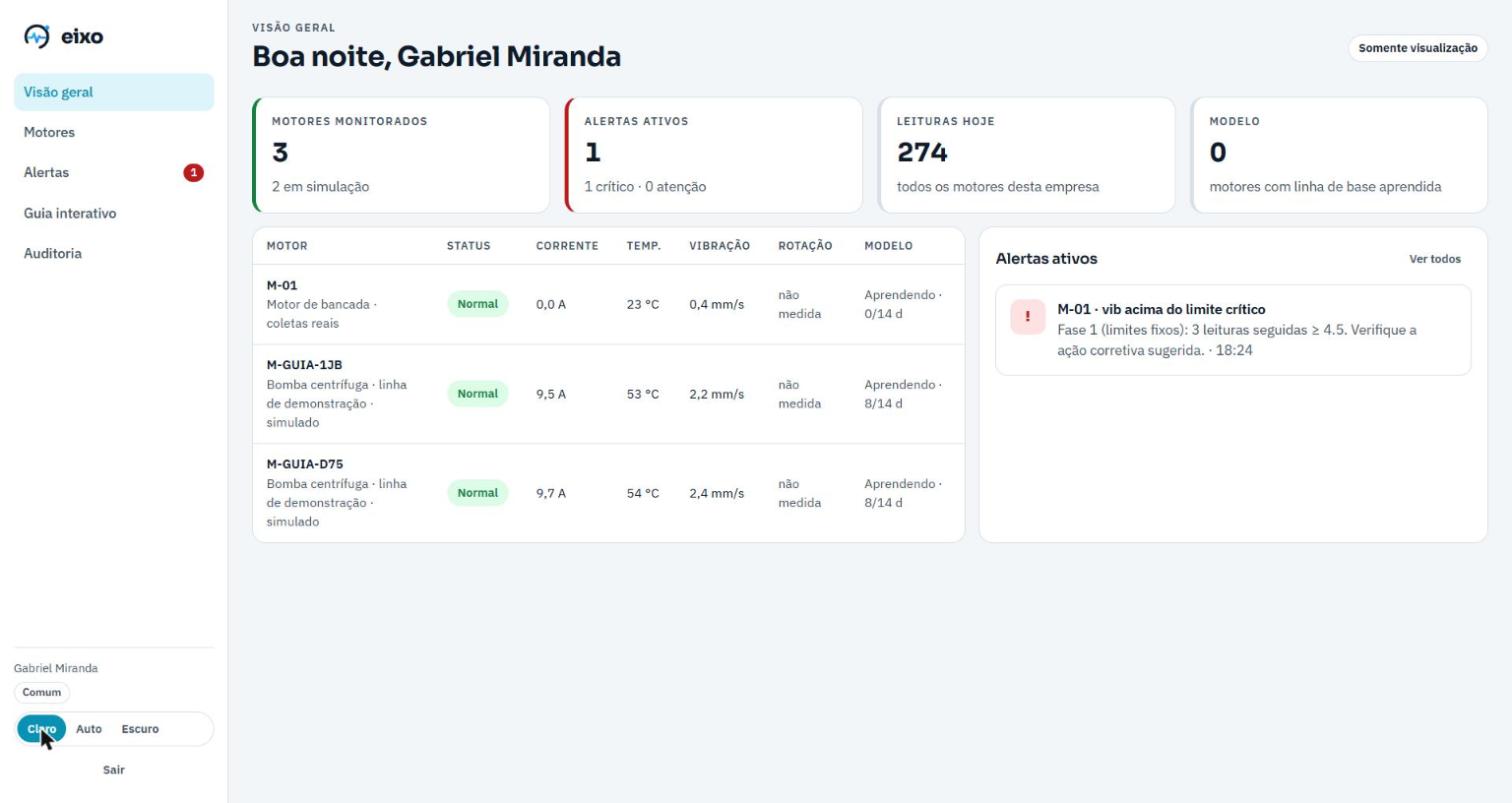 eixo
Visão geral
Motores
Alertas 1
Guia interativo
Auditoria
Gabriel Miranda
Comum
Claro Auto Escuro
Sair
VISÃO GERAL
Boa noite, Gabriel Miranda
Somente visualização
MOTORES MONITORADOS
3
2 em simulação
ALERTAS ATIVOS
1
1 crítico · 0 atenção
LEITURAS HOJE
274
todos os motores desta empresa
MODELO
0
motores com linha de base aprendida
MOTOR STATUS CORRENTE TEMP. VIBRAÇÃO ROTAÇÃO MODELO
M-01
Motor de bancada ·
coletas reais
Normal
0,0 A
23 °C
0,4 mm/s
não
medida
Aprendendo ·
0/14 d
M-GUIA-1JB
Bomba centrífuga · linha
de demonstração ·
simulado
Normal
9,5 A
53 °C
2,2 mm/s
não
medida
Aprendendo ·
8/14 d
M-GUIA-D75
Bomba centrífuga · linha
de demonstração ·
simulado
Normal
9,7 A
54 °C
2,4 mm/s
não
medida
Aprendendo ·
8/14 d
Alertas ativos
Ver todos
!
M-01 · vib acima do limite crítico
Fase 1 (limites fixos): 3 leituras seguidas ≥ 4.5. Verifique a
ação corretiva sugerida. · 18:24